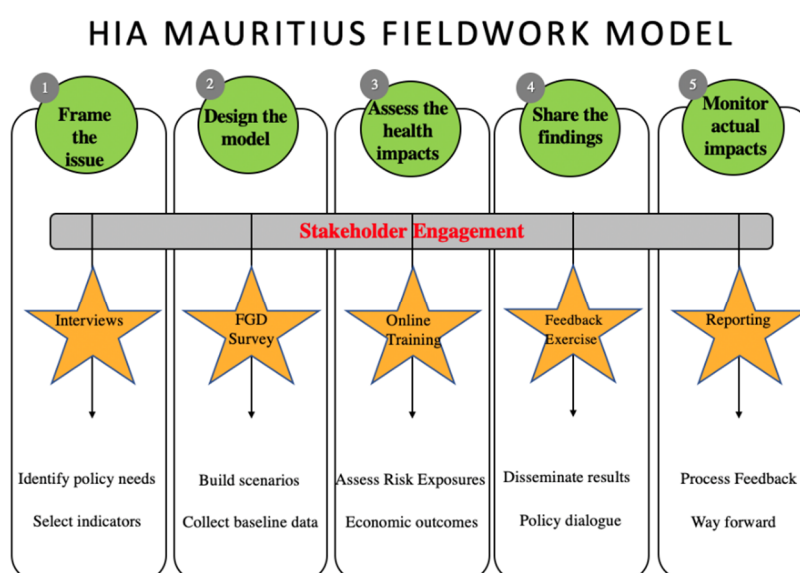 HIA MAURITIUS FIELDWORK MODEL
1
Frame
the
issue
2
Design the
model
3
Assess the
health
impacts
4
Share the
findings
5
Monitor
actual
impacts
Stakeholder Engagement
Interviews
FGD
Survey
Online
Training
Feedback
Exercise
Reporting
Identify policy needs
Select indicators
Build scenarios
Collect baseline data
Assess Risk Exposures
Economic outcomes
Disseminate results
Policy dialogue
Process Feedback
Way forward